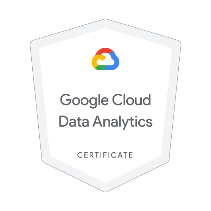 Google Cloud
Data Analytics
CERTIFICATE